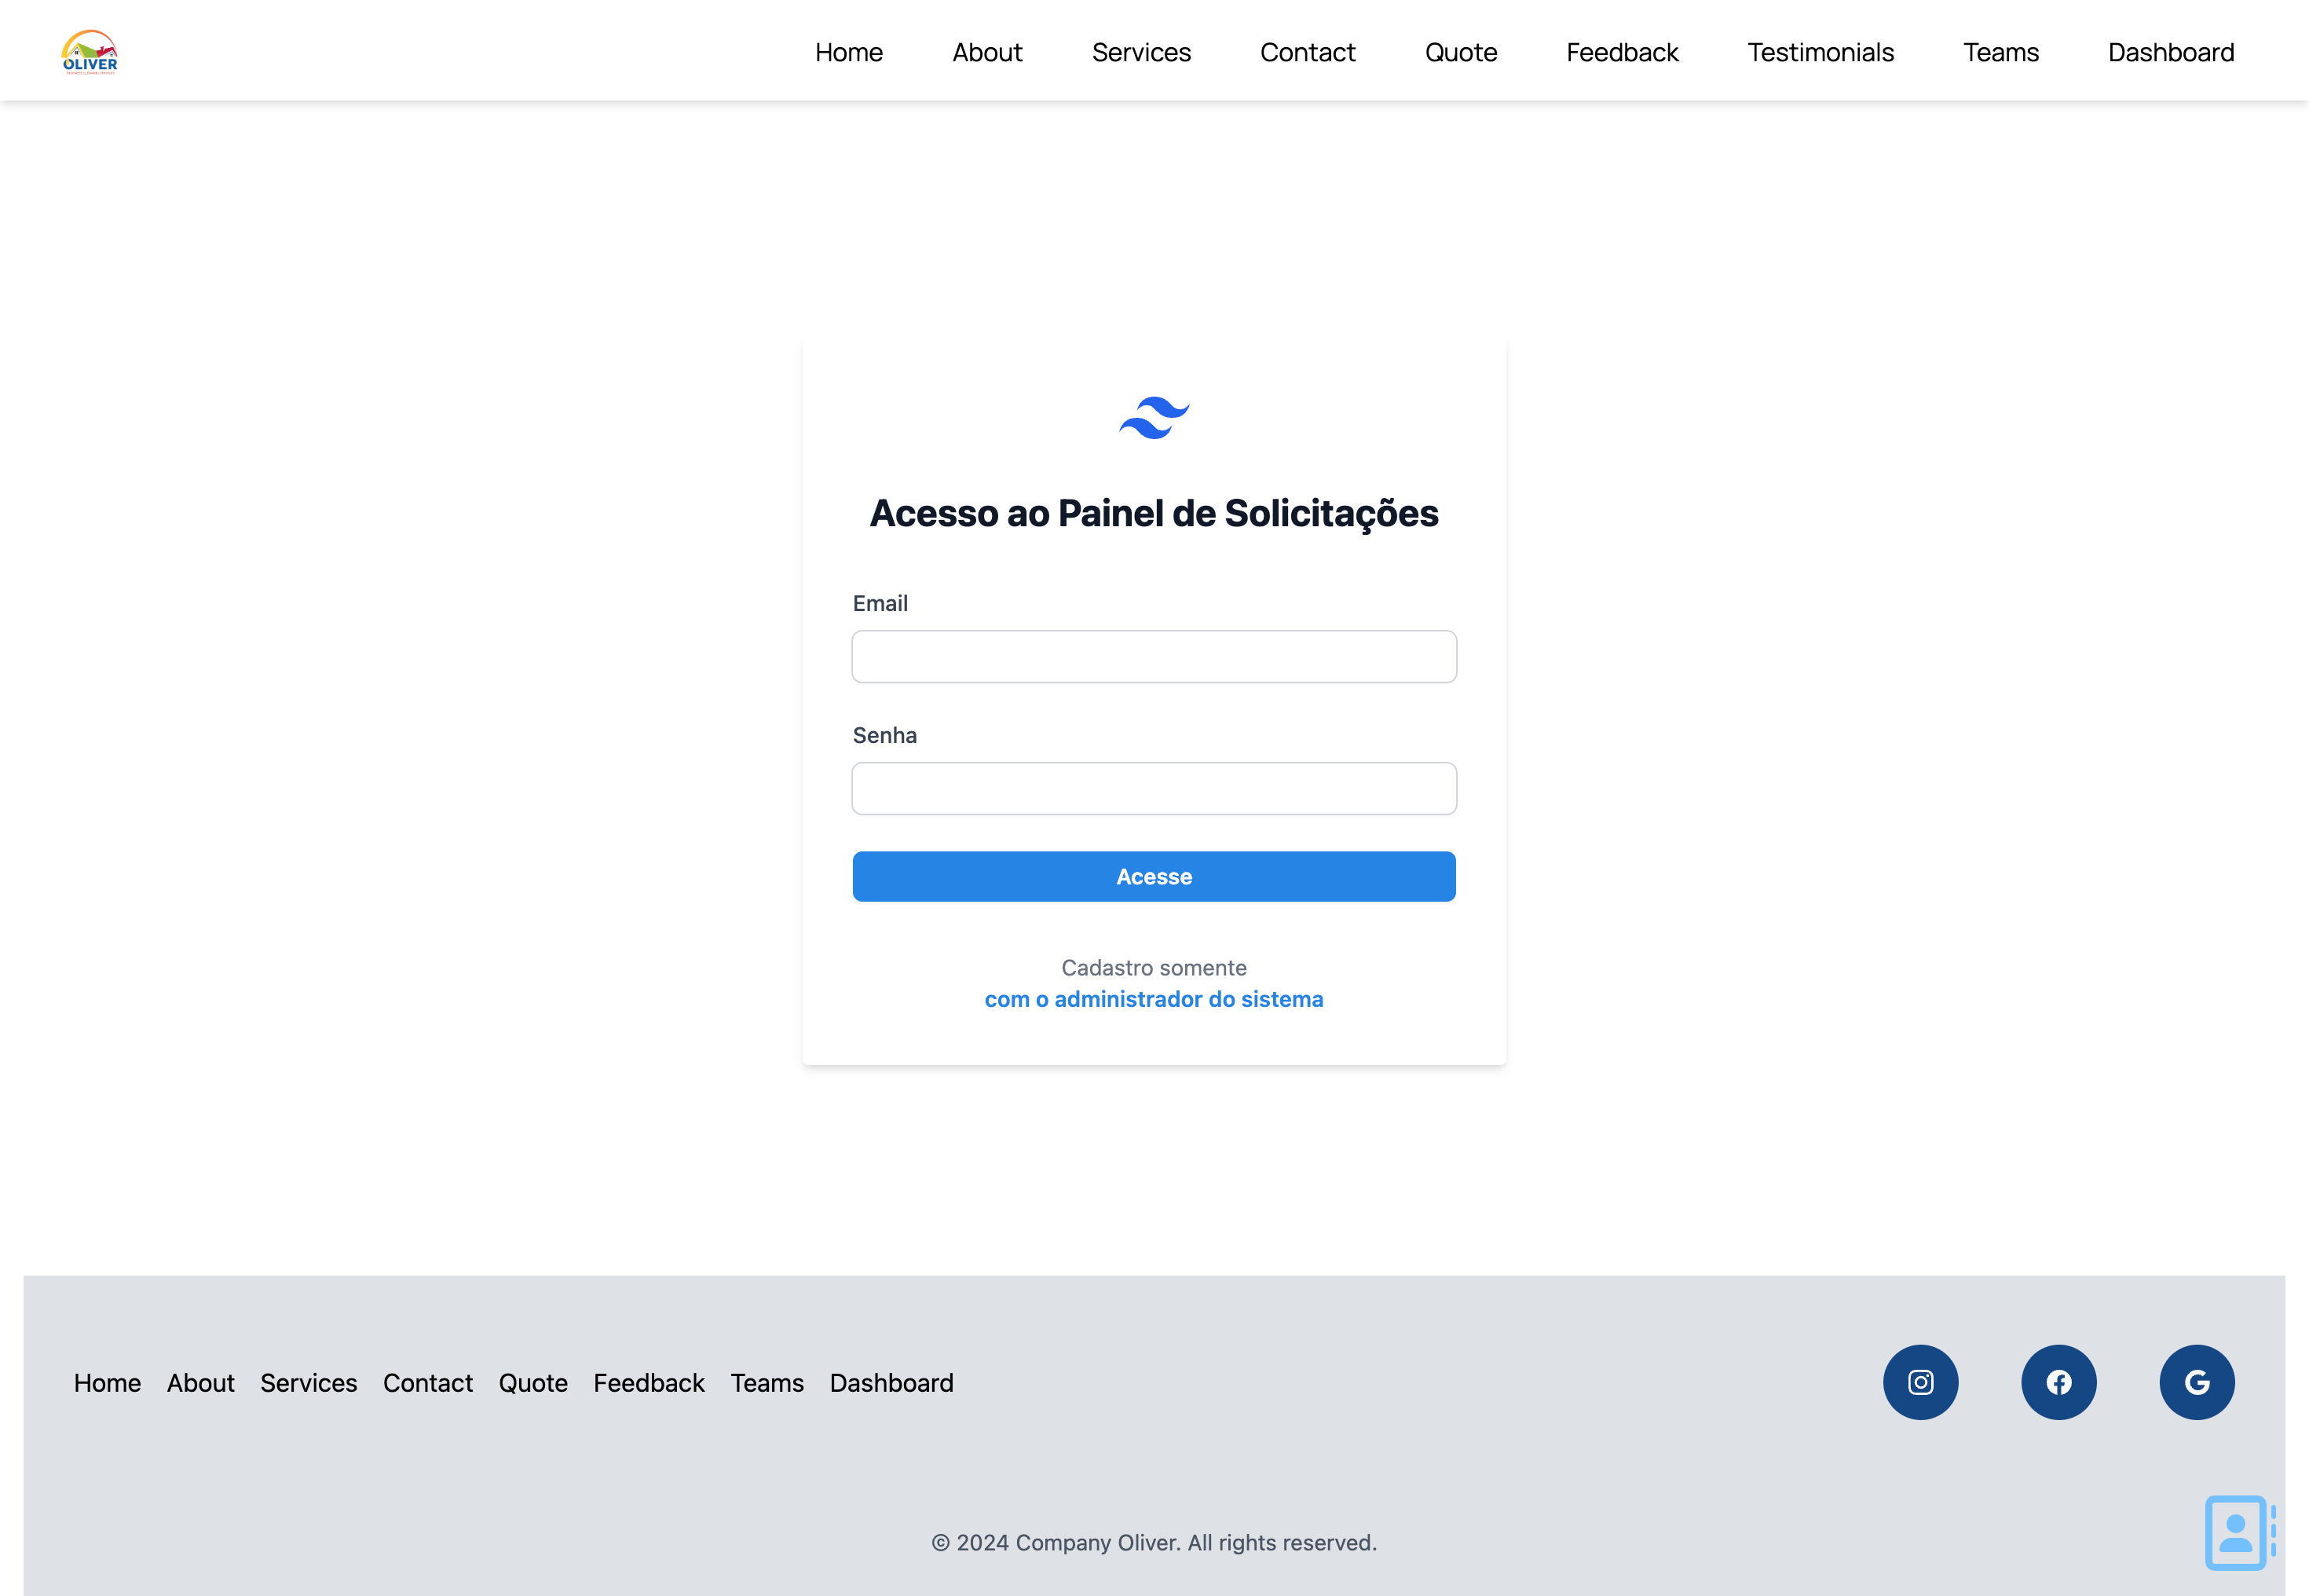 OLIVER
Home About Services Contact Quote Feedback Testimonials Teams Dashboard
Acesso ao Painel de Solicitações
Email
Senha
Acesse
Cadastro somente
com o administrador do sistema
Home About Services Contact Quote Feedback Teams Dashboard
© 2024 Company Oliver. All rights reserved.